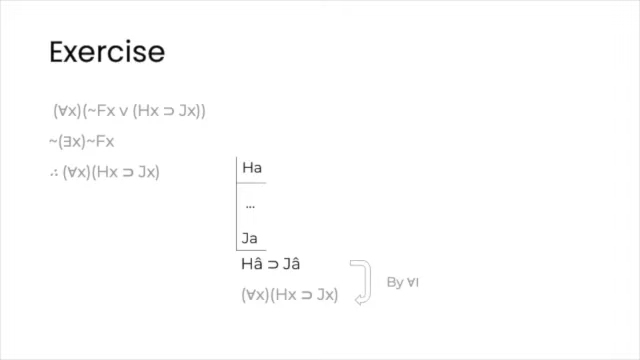 Exercise
(∀x)(~Fx v (Hx ⊃ Jx))
~(∃x)~Fx
∴ (∀x)(Hx ⊃ Jx)
Ha
...
Ja
Hâ ⊃ Jâ
(∀x)(Hx ⊃ Jx)
By ∀I